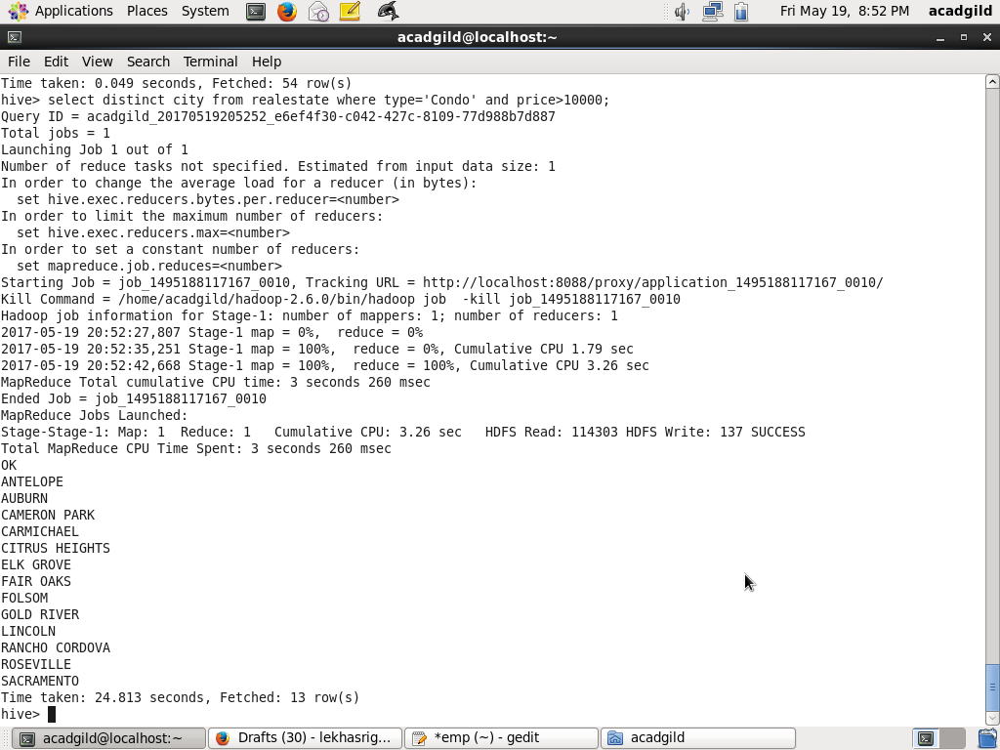 Applications Places System Fri May 19, 8:52 PM acadgild
acadgild@localhost:~
File Edit View Search Terminal Help
Time taken: 0.049 seconds, Fetched: 54 row(s)
hive> select distinct city from realestate where type='Condo' and price>10000;
Query ID = acadgild_20170519205252_e6ef4f30-c042-427c-8109-77d988b7d887
Total jobs = 1
Launching Job 1 out of 1
Number of reduce tasks not specified. Estimated from input data size: 1
In order to change the average load for a reducer (in bytes):
  set hive.exec.reducers.bytes.per.reducer=<number>
In order to limit the maximum number of reducers:
  set hive.exec.reducers.max=<number>
In order to set a constant number of reducers:
  set mapreduce.job.reduces=<number>
Starting Job = job_1495188117167_0010, Tracking URL = http://localhost:8088/proxy/application_1495188117167_0010/
Kill Command = /home/acadgild/hadoop-2.6.0/bin/hadoop job  -kill job_1495188117167_0010
Hadoop job information for Stage-1: number of mappers: 1; number of reducers: 1
2017-05-19 20:52:27,807 Stage-1 map = 0%,  reduce = 0%
2017-05-19 20:52:35,251 Stage-1 map = 100%,  reduce = 0%, Cumulative CPU 1.79 sec
2017-05-19 20:52:42,668 Stage-1 map = 100%,  reduce = 100%, Cumulative CPU 3.26 sec
MapReduce Total cumulative CPU time: 3 seconds 260 msec
Ended Job = job_1495188117167_0010
MapReduce Jobs Launched:
Stage-Stage-1: Map: 1  Reduce: 1   Cumulative CPU: 3.26 sec   HDFS Read: 114303 HDFS Write: 137 SUCCESS
Total MapReduce CPU Time Spent: 3 seconds 260 msec
OK
ANTELOPE
AUBURN
CAMERON PARK
CARMICHAEL
CITRUS HEIGHTS
ELK GROVE
FAIR OAKS
FOLSOM
GOLD RIVER
LINCOLN
RANCHO CORDOVA
ROSEVILLE
SACRAMENTO
Time taken: 24.813 seconds, Fetched: 13 row(s)
hive>
acadgild@localhost:~ Drafts (30) - lekhasrig... *emp (~) - gedit acadgild